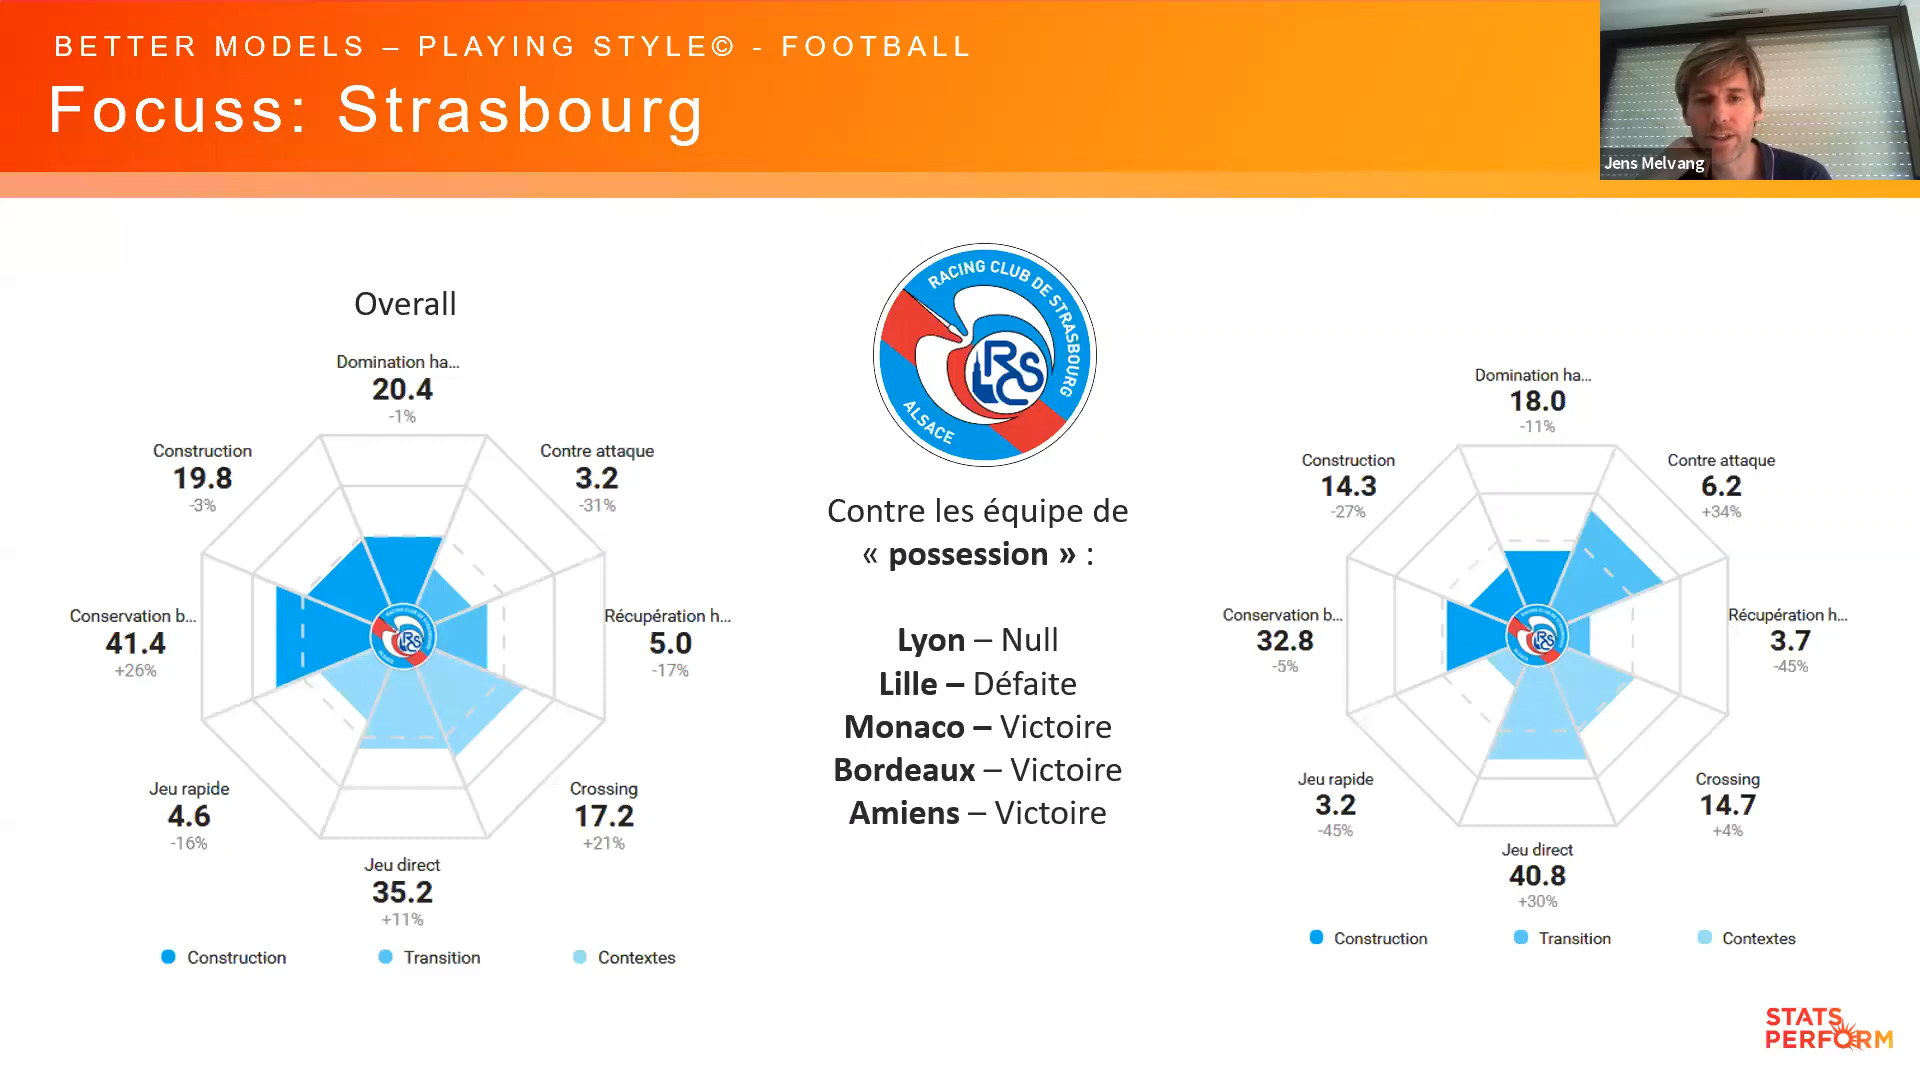 BETTER MODELS – PLAYING STYLE© - FOOTBALL
Focuss: Strasbourg
Jens Melvang
Overall
Domination ha...
20.4
-1%
Construction
19.8
-3%
Contre attaque
3.2
-31%
Conservation b...
41.4
+26%
Récupération h...
5.0
-17%
Jeu rapide
4.6
-16%
Crossing
17.2
+21%
Jeu direct
35.2
+11%
Construction
Transition
Contextes
RACING CLUB DE STRASBOURG
ALSACE
RCS
Contre les équipe de
« possession » :
Lyon – Null
Lille – Défaite
Monaco – Victoire
Bordeaux – Victoire
Amiens – Victoire
Domination ha...
18.0
-11%
Construction
14.3
-27%
Contre attaque
6.2
+34%
Conservation b...
32.8
-5%
Récupération h...
3.7
-45%
Jeu rapide
3.2
-45%
Crossing
14.7
+4%
Jeu direct
40.8
+30%
Construction
Transition
Contextes
STATS
PERFORM